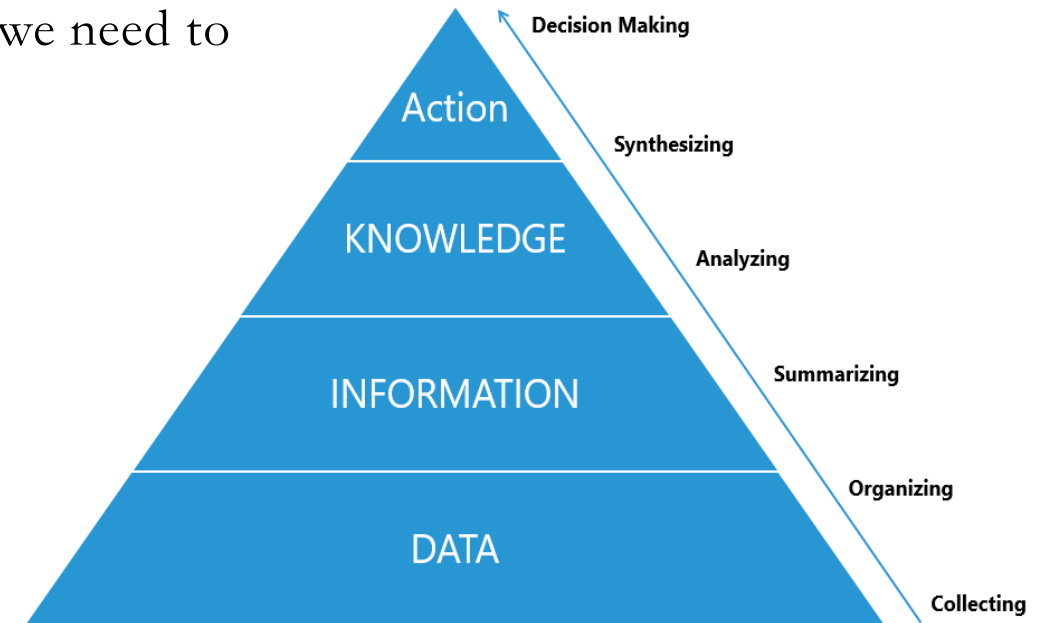 we need to
Decision Making
Action
Synthesizing
KNOWLEDGE
Analyzing
Summarizing
INFORMATION
Organizing
DATA
Collecting